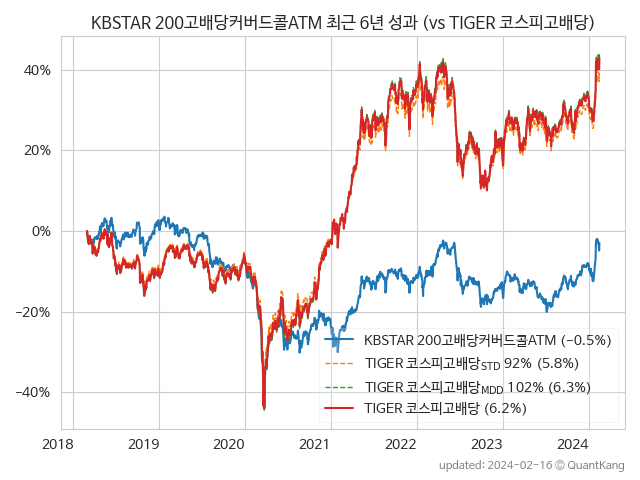 KBSTAR 200고배당커버드콜ATM 최근 6년 성과 (vs TIGER 코스피고배당)
40%
20%
0%
−20%
−40%
KBSTAR 200고배당커버드콜ATM (−0.5%)
TIGER 코스피고배당STD 92% (5.8%)
TIGER 코스피고배당MDD 102% (6.3%)
TIGER 코스피고배당 (6.2%)
2018 2019 2020 2021 2022 2023 2024
updated: 2024-02-16 © QuantKang